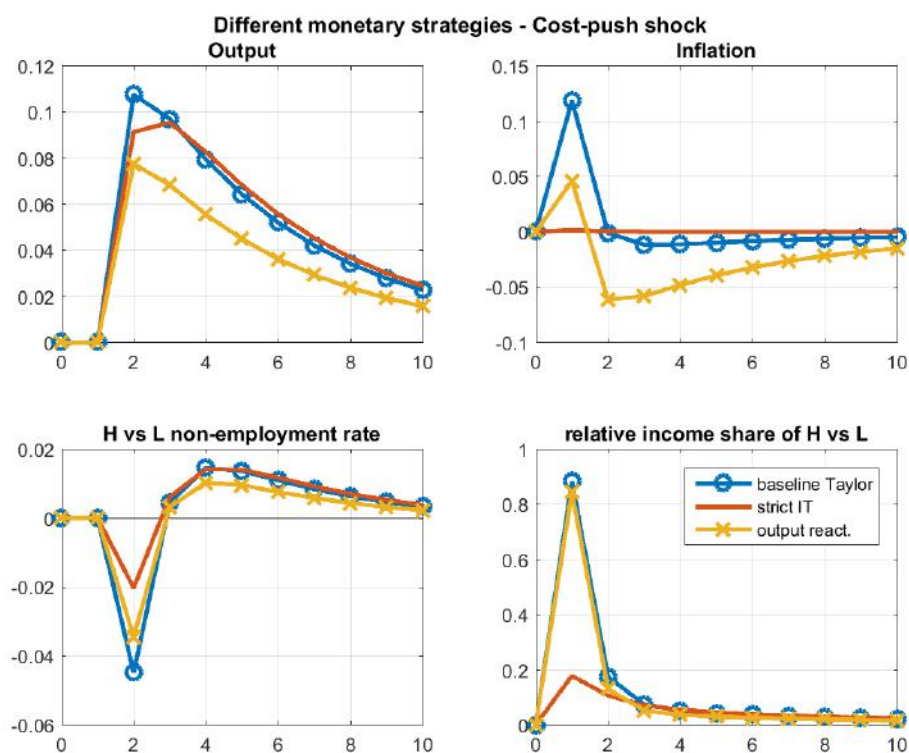 Different monetary strategies - Cost-push shock
Output
0.12
0.1
0.08
0.06
0.04
0.02
0
0 2 4 6 8 10
Inflation
0.15
0.1
0.05
0
-0.05
-0.1
0 2 4 6 8 10
H vs L non-employment rate
0.02
0
-0.02
-0.04
-0.06
0 2 4 6 8 10
relative income share of H vs L
1
0.8
0.6
0.4
0.2
0
0 2 4 6 8 10
baseline Taylor
strict IT
output react.